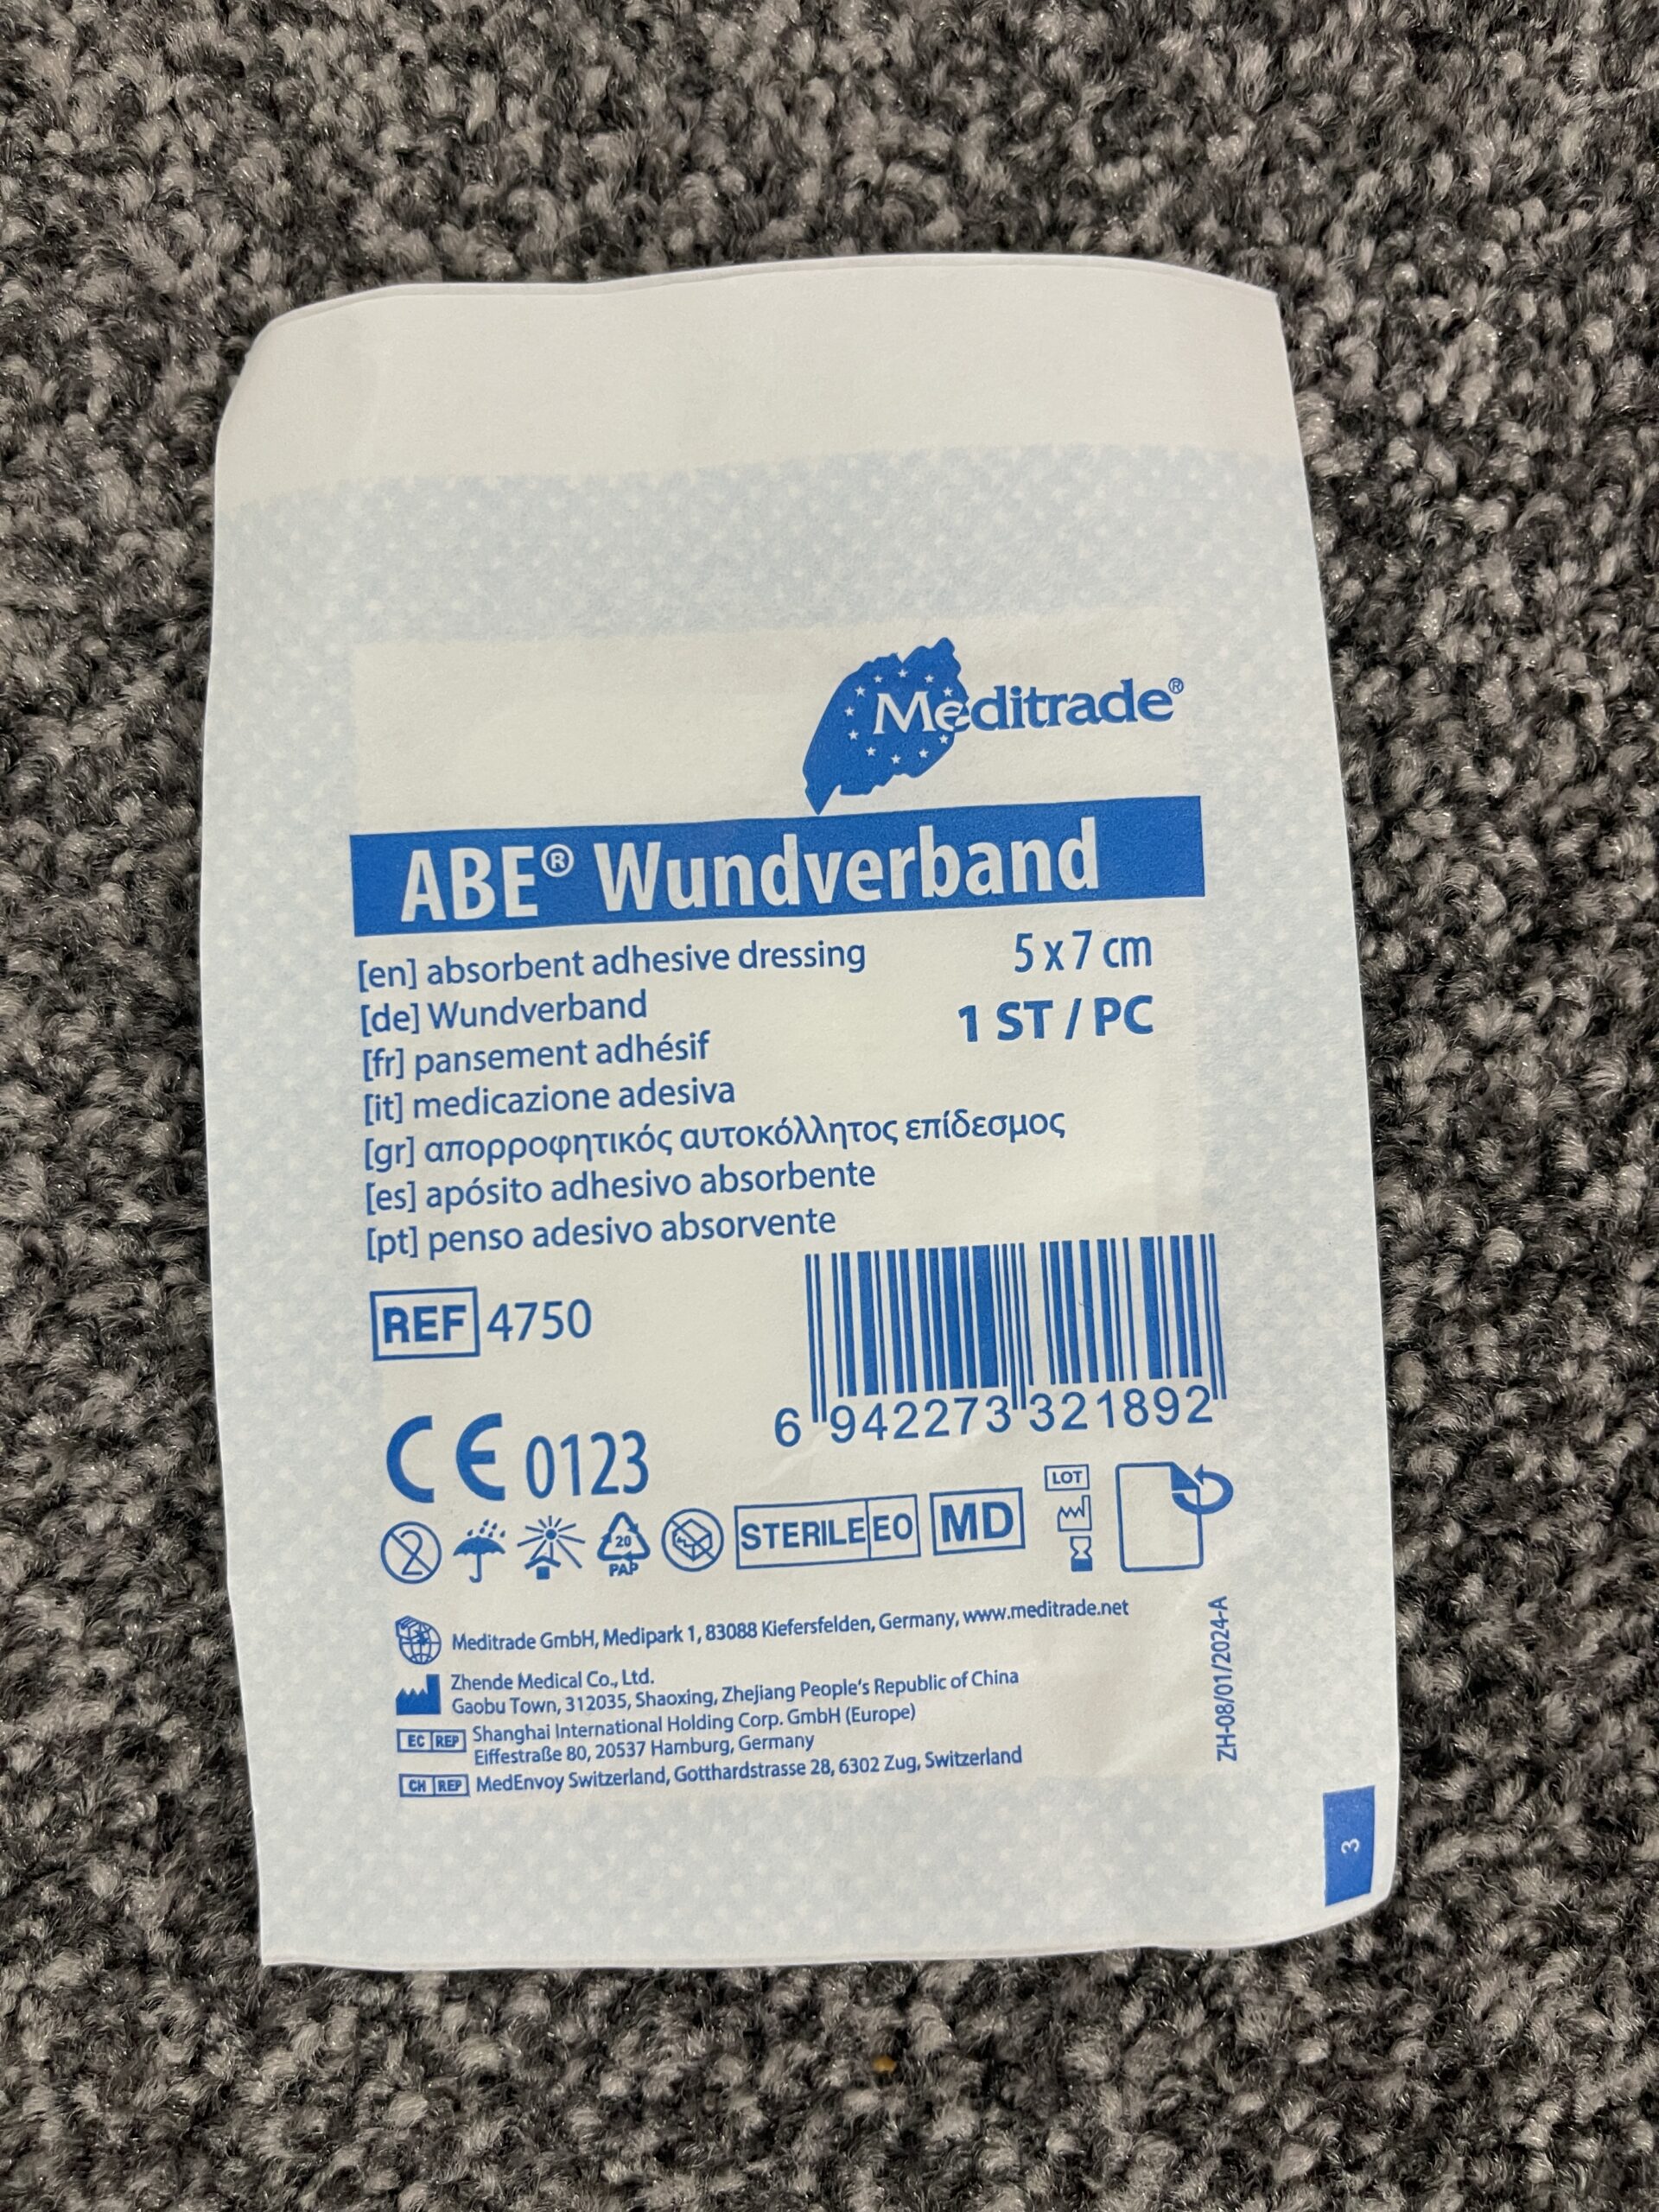 Meditrade®
ABE® Wundverband
[en] absorbent adhesive dressing 5 x 7 cm
[de] Wundverband 1 ST / PC
[fr] pansement adhésif
[it] medicazione adesiva
[gr] απορροφητικός αυτοκόλλητος επίδεσμος
[es] apósito adhesivo absorbente
[pt] penso adesivo absorvente
REF 4750
6 942273 321892
CE 0123
LOT
2 20 PAP STERILE EO MD
Meditrade GmbH, Medipark 1, 83088 Kiefersfelden, Germany, www.meditrade.net
Zhende Medical Co., Ltd.
Gaobu Town, 312035, Shaoxing, Zhejiang People's Republic of China
EC REP Shanghai International Holding Corp. GmbH (Europe)
Eiffestraße 80, 20537 Hamburg, Germany
CH REP MedEnvoy Switzerland, Gotthardstrasse 28, 6302 Zug, Switzerland
ZH-08/01/2024-A
3